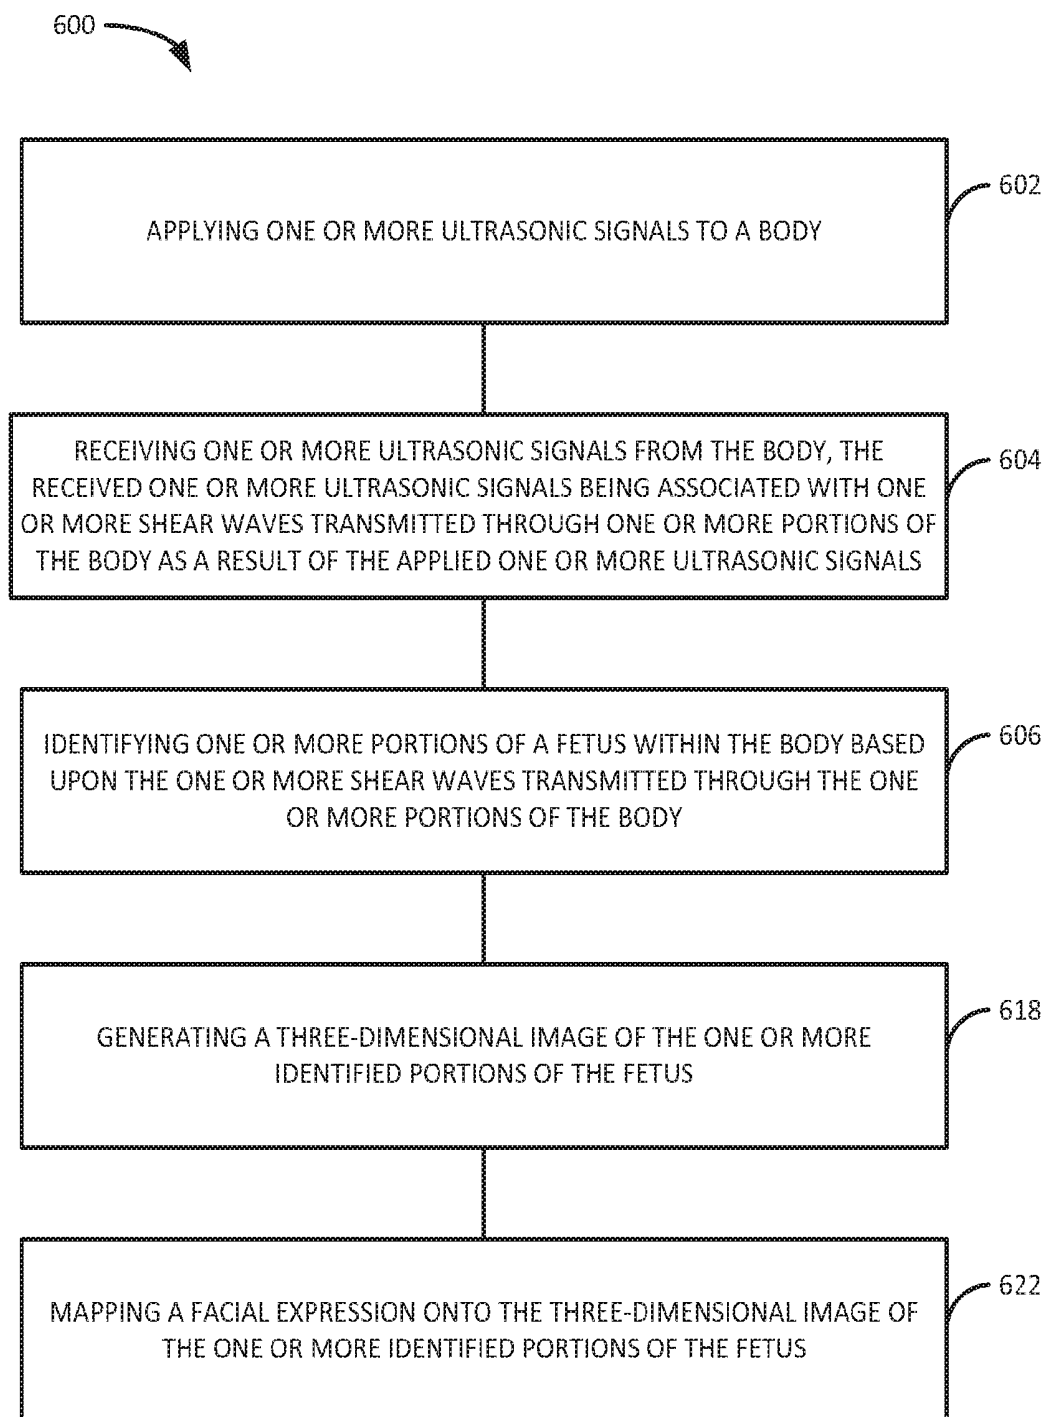 600
602
APPLYING ONE OR MORE ULTRASONIC SIGNALS TO A BODY
604
RECEIVING ONE OR MORE ULTRASONIC SIGNALS FROM THE BODY, THE
RECEIVED ONE OR MORE ULTRASONIC SIGNALS BEING ASSOCIATED WITH ONE
OR MORE SHEAR WAVES TRANSMITTED THROUGH ONE OR MORE PORTIONS OF
THE BODY AS A RESULT OF THE APPLIED ONE OR MORE ULTRASONIC SIGNALS
606
IDENTIFYING ONE OR MORE PORTIONS OF A FETUS WITHIN THE BODY BASED
UPON THE ONE OR MORE SHEAR WAVES TRANSMITTED THROUGH THE ONE
OR MORE PORTIONS OF THE BODY
618
GENERATING A THREE-DIMENSIONAL IMAGE OF THE ONE OR MORE
IDENTIFIED PORTIONS OF THE FETUS
622
MAPPING A FACIAL EXPRESSION ONTO THE THREE-DIMENSIONAL IMAGE OF
THE ONE OR MORE IDENTIFIED PORTIONS OF THE FETUS